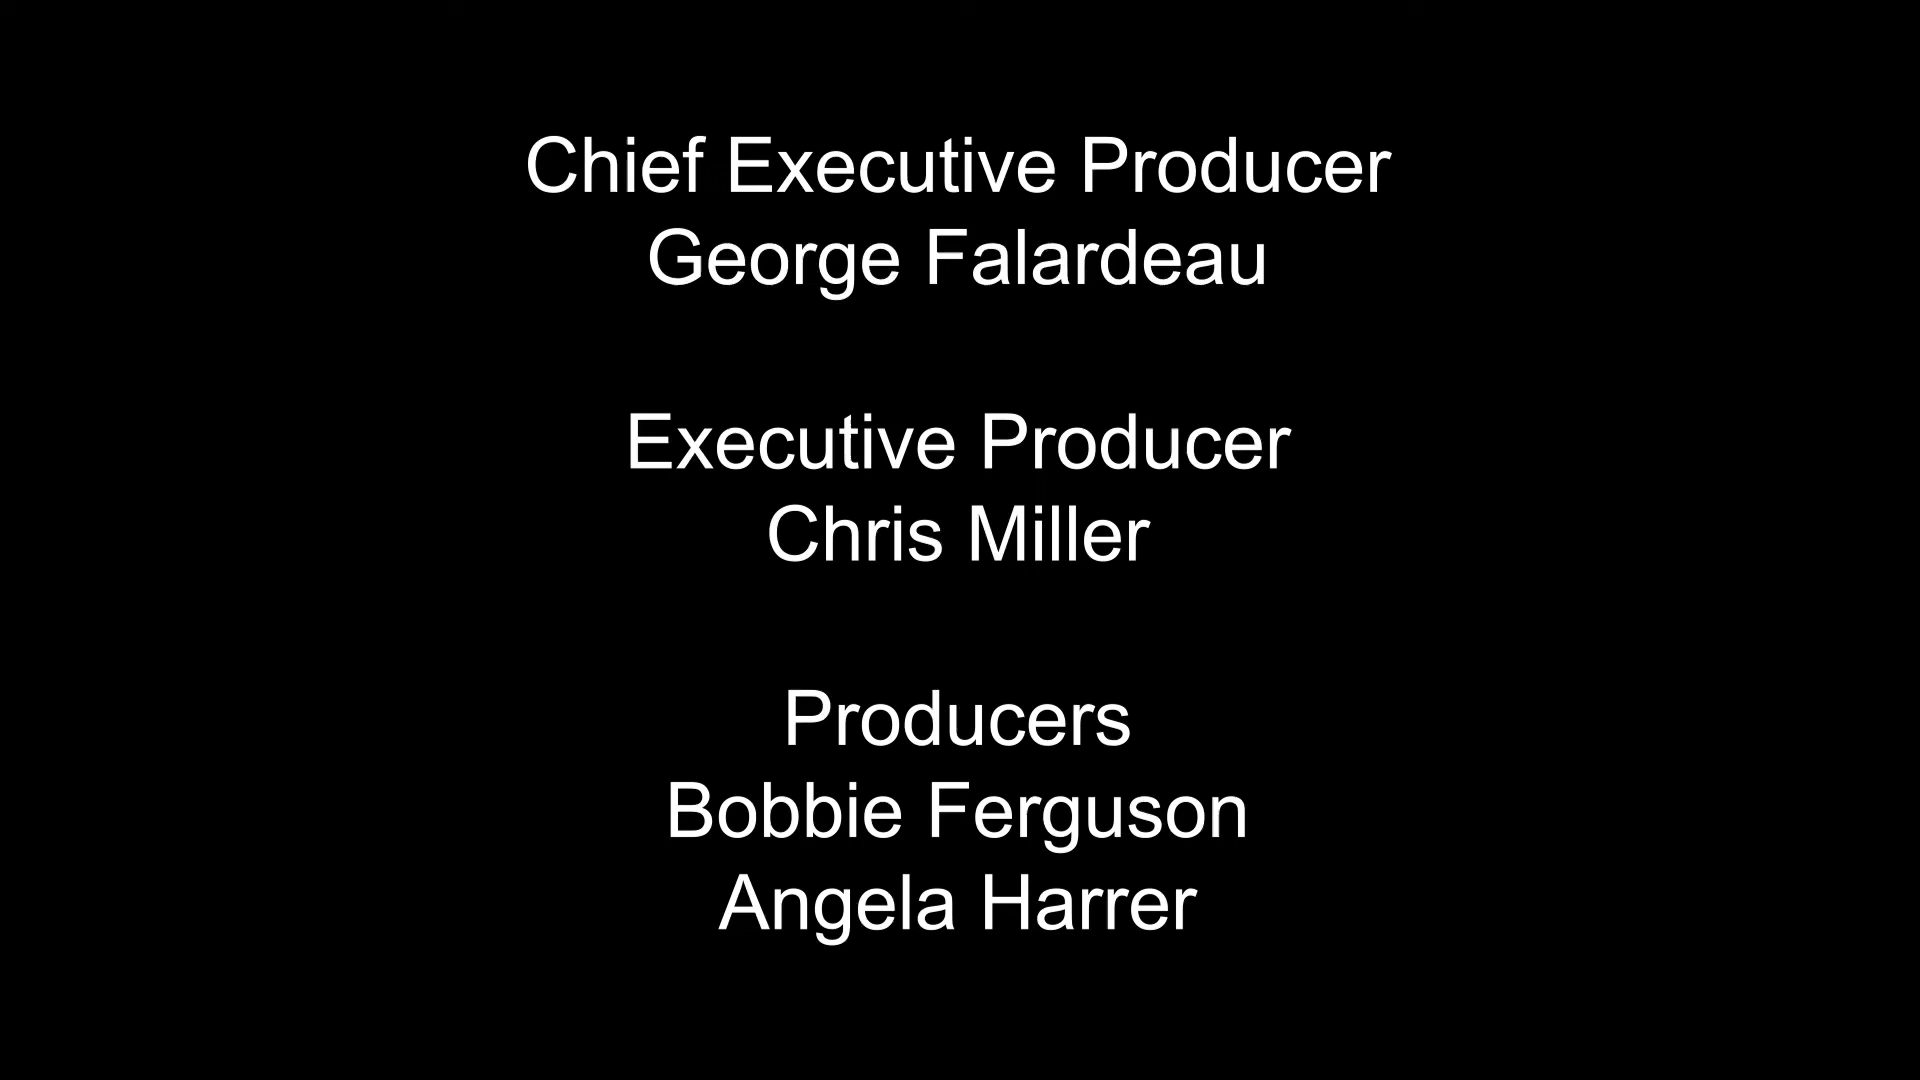 Chief Executive Producer
George Falardeau
Executive Producer
Chris Miller
Producers
Bobbie Ferguson
Angela Harrer